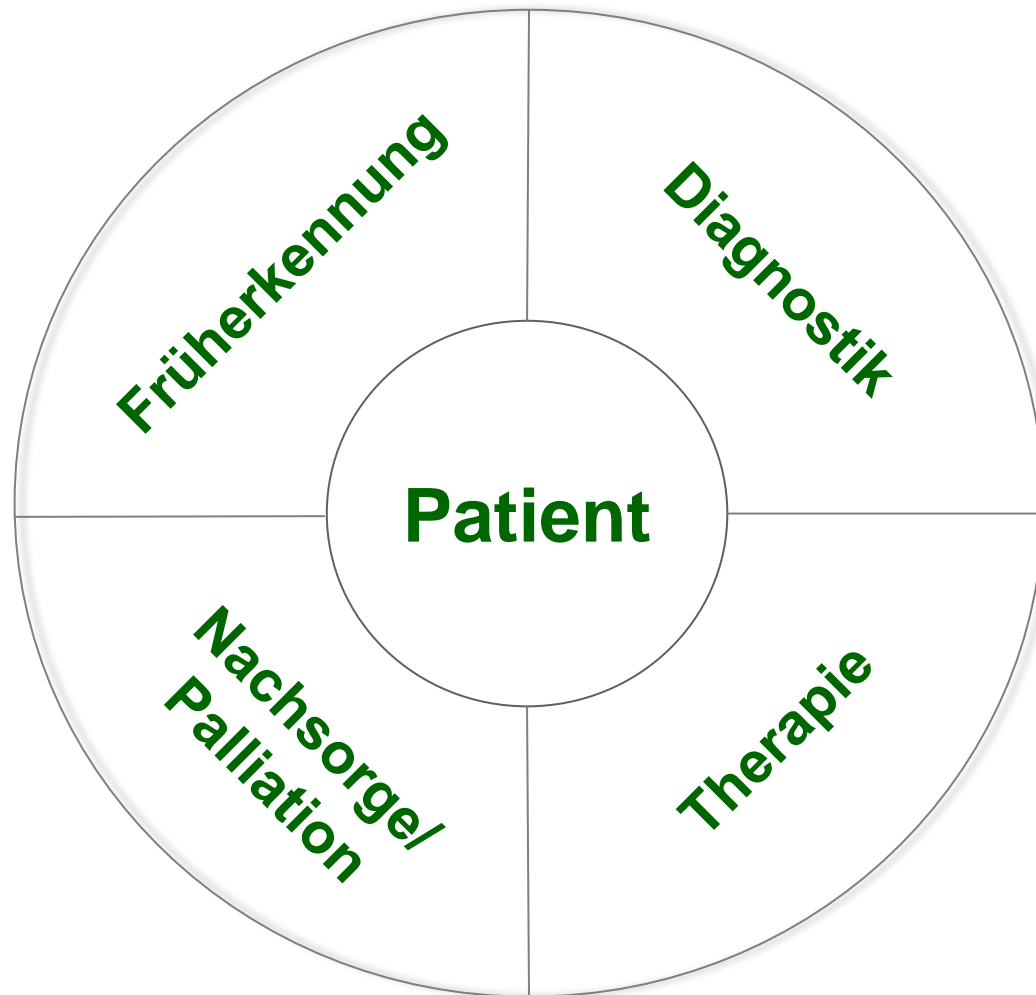 Früherkennung
Diagnostik
Patient
Nachsorge/
Palliation
Therapie